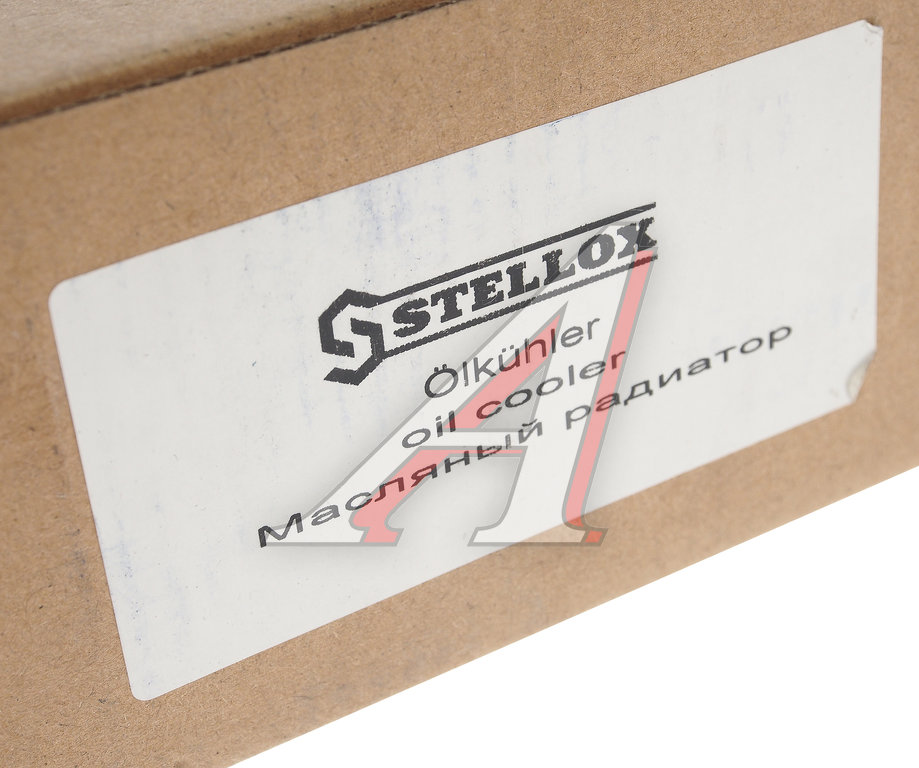 STELLOX
Ölkühler
oil cooler
Масляный радиатор